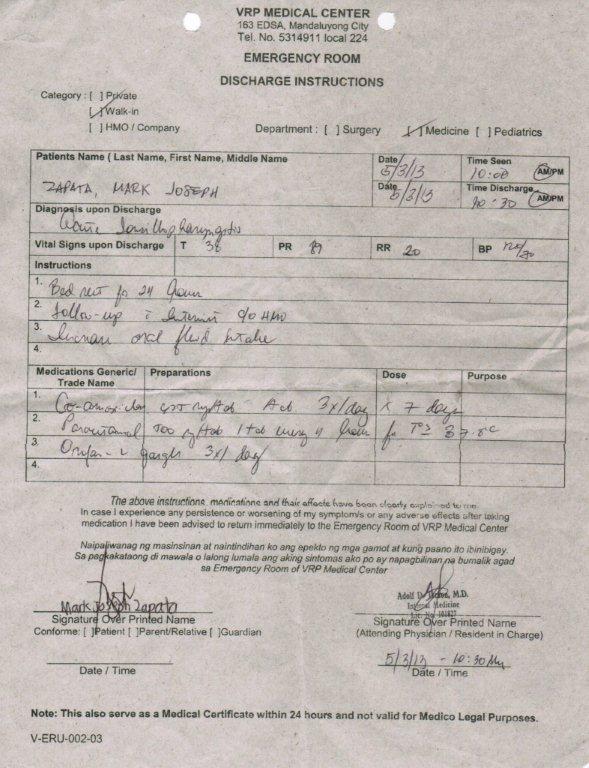 VRP MEDICAL CENTER
163 EDSA, Mandaluyong City
Tel. No. 5314911 local 224
EMERGENCY ROOM
DISCHARGE INSTRUCTIONS
Category : [ ] Private
[ ] Walk-in
[ ] HMO / Company
Department : [ ] Surgery [ ] Medicine [ ] Pediatrics
Patients Name ( Last Name, First Name, Middle Name
Date 5/3/13
Time Seen 10:00 AM/PM
ZAPATA, MARK JOSEPH
Date 5/3/13
Time Discharge 10:30 AM/PM
Diagnosis upon Discharge
Acute Tonsillopharyngitis
Vital Signs upon Discharge T 38 PR 89 RR 20 BP 120/80
Instructions
1. Bed rest for 24 hours
2. Follow-up c Internist c/o HMO
3. Increase oral fluid intake
4.
Medications Generic/ Trade Name Preparations Dose Purpose
1. Co-amoxiclav 625 mg/tab 1 tab 3x/day x 7 days
2. Paracetamol 500 mg/tab 1 tab every 4 hours for T° ≥ 37.8°C
3. gargle 3x/day
4.
The above instructions, medications and their effects have been clearly explained to me.
In case I experience any persistence or worsening of my symptom/s or any adverse effects after taking
medication I have been advised to return immediately to the Emergency Room of VRP Medical Center
Naipaliwanag ng masinsinan at naintindihan ko ang epekto ng mga gamot at kung paano ito ibinibigay.
Sa pagkakataong di mawala o lalong lumala ang aking sintomas ako po ay napagbilinan na bumalik agad
sa Emergency Room of VRP Medical Center
Mark Joseph Zapata
Signature Over Printed Name
Conforme: [ ]Patient [ ]Parent/Relative [ ]Guardian
Date / Time
Adolf D. M.D.
Internal Medicine
Lic. No. 101827
Signature Over Printed Name
(Attending Physician / Resident in Charge)
5/3/13 - 10:30 AM
Date / Time
Note: This also serve as a Medical Certificate within 24 hours and not valid for Medico Legal Purposes.
V-ERU-002-03